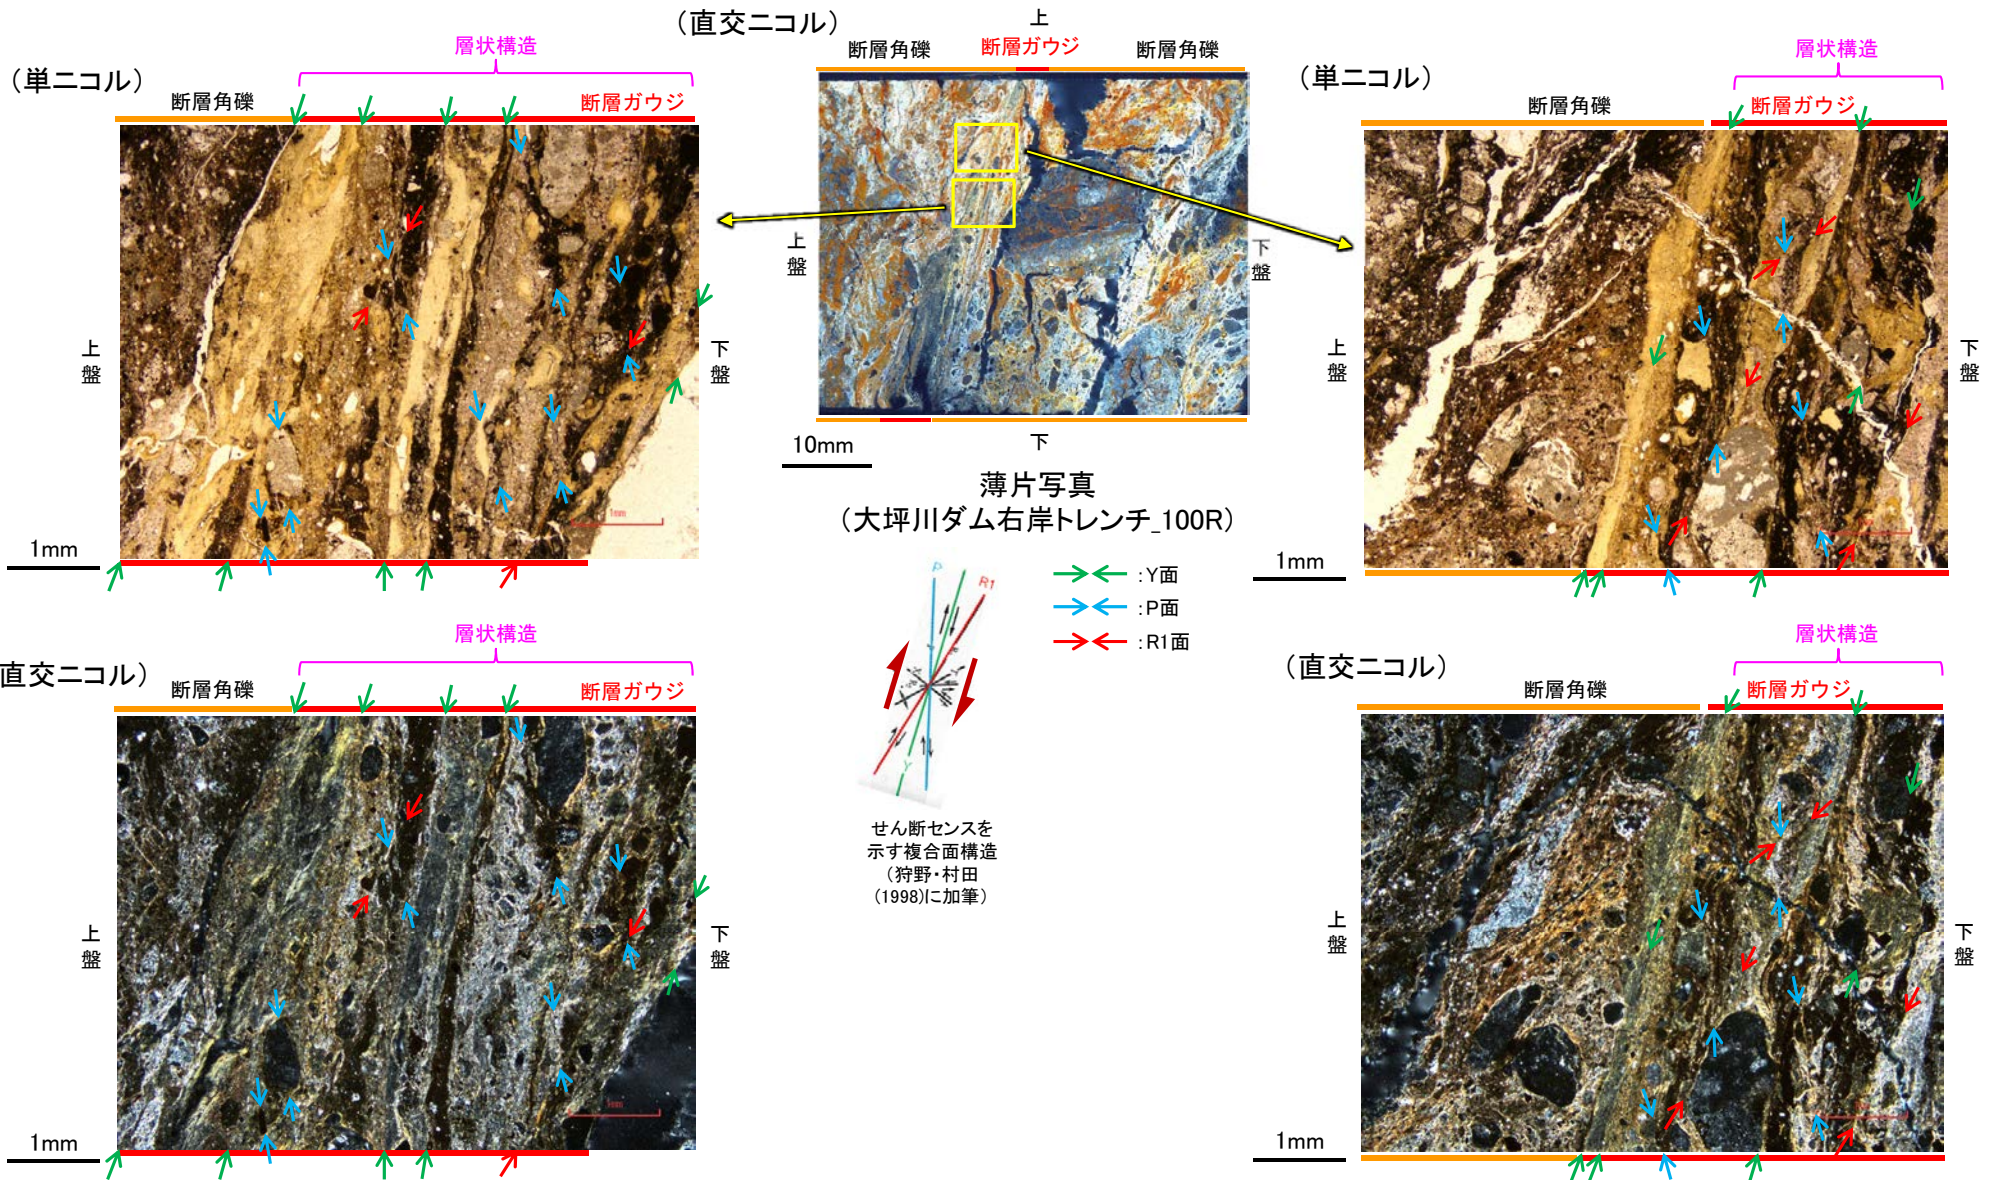 （直交ニコル）
上
断層角礫
断層ガウジ
断層角礫
上盤
下盤
10mm
下
薄片写真
（大坪川ダム右岸トレンチ_100R）
（単ニコル）
層状構造
断層角礫
断層ガウジ
上盤
下盤
1mm
1mm
（単ニコル）
層状構造
断層角礫
断層ガウジ
上盤
下盤
1mm
P
R1
Y
:Y面
:P面
:R1面
せん断センスを
示す複合面構造
（狩野・村田
(1998)に加筆）
直交ニコル）
層状構造
断層角礫
断層ガウジ
上盤
下盤
1mm
1mm
（直交ニコル）
層状構造
断層角礫
断層ガウジ
上盤
下盤
1mm